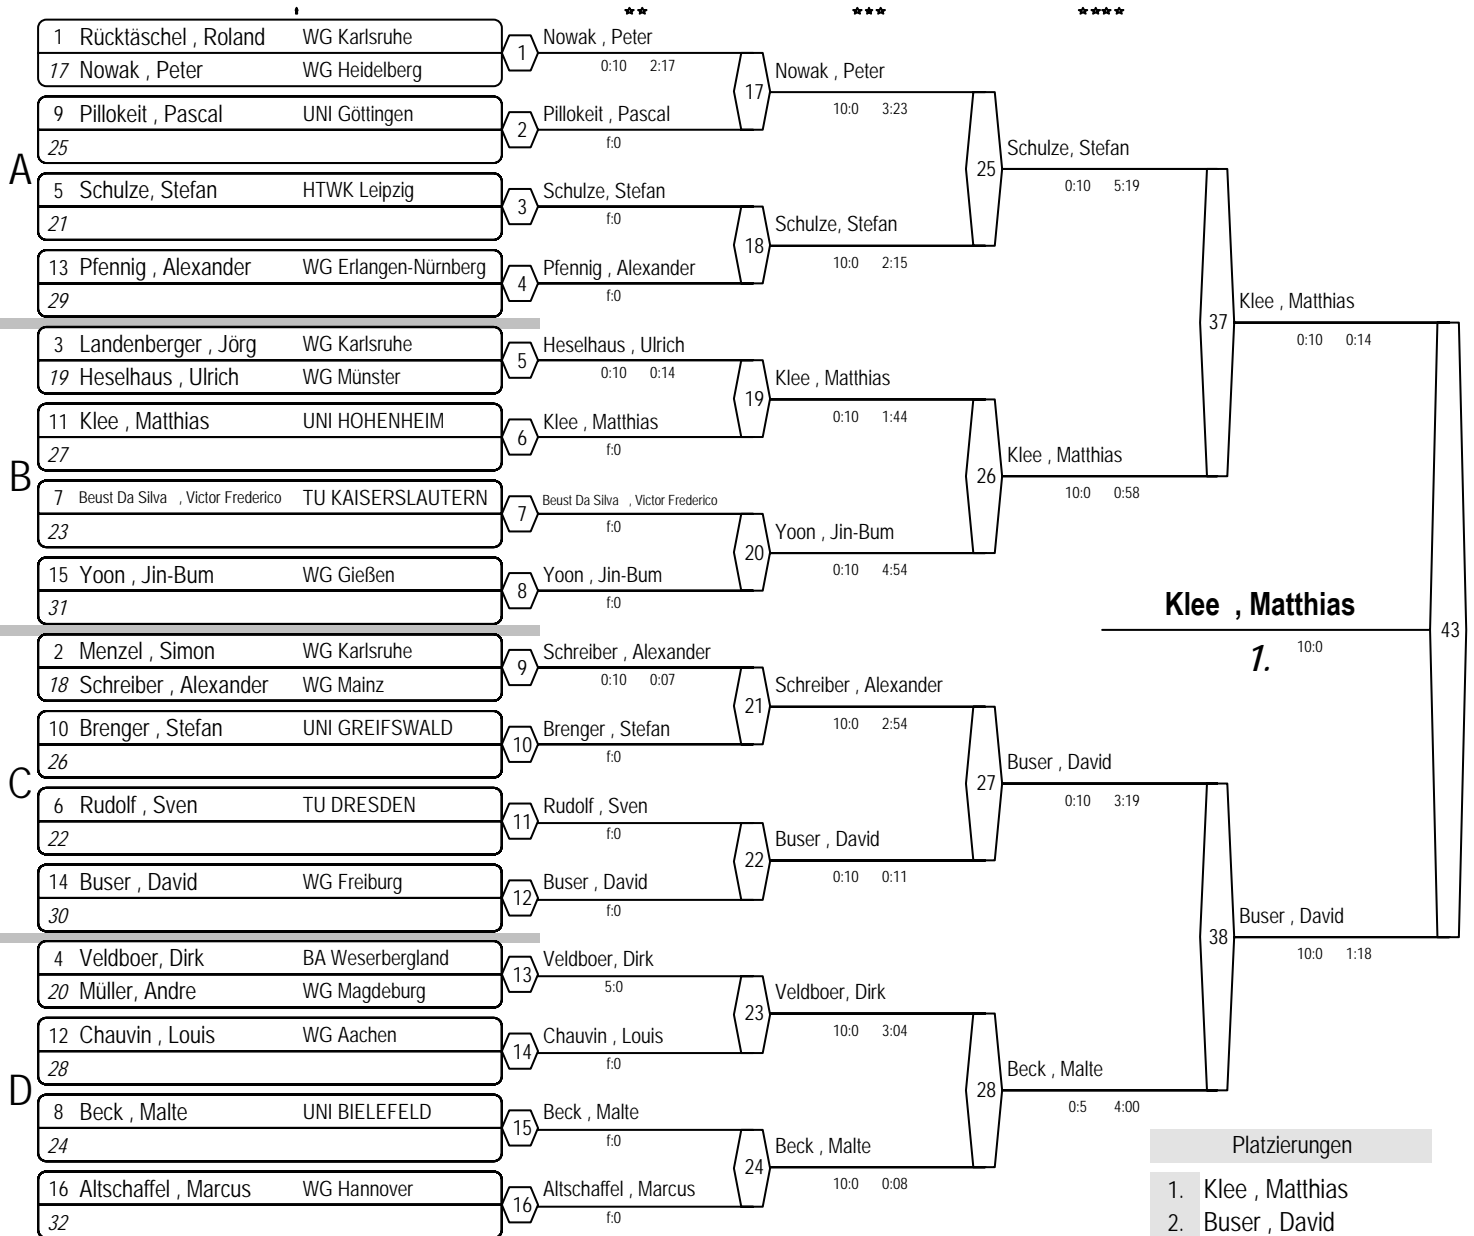 A
1 Rücktäschel , Roland WG Karlsruhe
17 Nowak , Peter WG Heidelberg
9 Pillokeit , Pascal UNI Göttingen
25
5 Schulze, Stefan HTWK Leipzig
21
13 Pfennig , Alexander WG Erlangen-Nürnberg
29
B
3 Landenberger , Jörg WG Karlsruhe
19 Heselhaus , Ulrich WG Münster
11 Klee , Matthias UNI HOHENHEIM
27
7 Beust Da Silva , Victor Frederico TU KAISERSLAUTERN
23
15 Yoon , Jin-Bum WG Gießen
31
C
2 Menzel , Simon WG Karlsruhe
18 Schreiber , Alexander WG Mainz
10 Brenger , Stefan UNI GREIFSWALD
26
6 Rudolf , Sven TU DRESDEN
22
14 Buser , David WG Freiburg
30
D
4 Veldboer, Dirk BA Weserbergland
20 Müller, Andre WG Magdeburg
12 Chauvin , Louis WG Aachen
28
8 Beck , Malte UNI BIELEFELD
24
16 Altschaffel , Marcus WG Hannover
32
1 Nowak , Peter
0:10 2:17
2 Pillokeit , Pascal
f:0
3 Schulze, Stefan
f:0
4 Pfennig , Alexander
f:0
5 Heselhaus , Ulrich
0:10 0:14
6 Klee , Matthias
f:0
7 Beust Da Silva , Victor Frederico
f:0
8 Yoon , Jin-Bum
f:0
9 Schreiber , Alexander
0:10 0:07
10 Brenger , Stefan
f:0
11 Rudolf , Sven
f:0
12 Buser , David
f:0
13 Veldboer, Dirk
5:0
14 Chauvin , Louis
f:0
15 Beck , Malte
f:0
16 Altschaffel , Marcus
f:0
17 Nowak , Peter
10:0 3:23
18 Schulze, Stefan
10:0 2:15
19 Klee , Matthias
0:10 1:44
20 Yoon , Jin-Bum
0:10 4:54
21 Schreiber , Alexander
10:0 2:54
22 Buser , David
0:10 0:11
23 Veldboer, Dirk
10:0 3:04
24 Beck , Malte
10:0 0:08
25 Schulze, Stefan
0:10 5:19
26 Klee , Matthias
10:0 0:58
27 Buser , David
0:10 3:19
28 Beck , Malte
0:5 4:00
37 Klee , Matthias
0:10 0:14
38 Buser , David
10:0 1:18
43 Klee , Matthias
1. 10:0
Platzierungen
1. Klee , Matthias
2. Buser , David